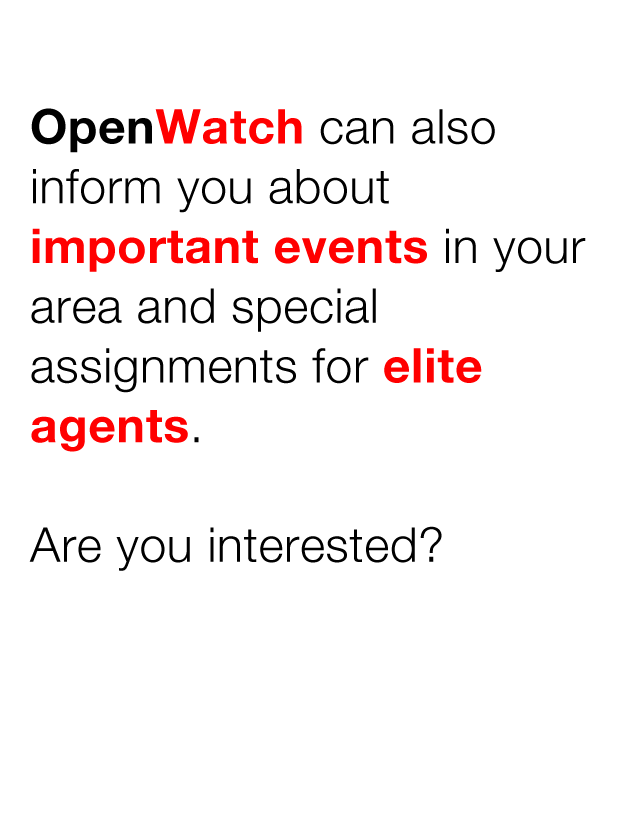 OpenWatch can also
inform you about
important events in your
area and special
assignments for elite
agents.
Are you interested?